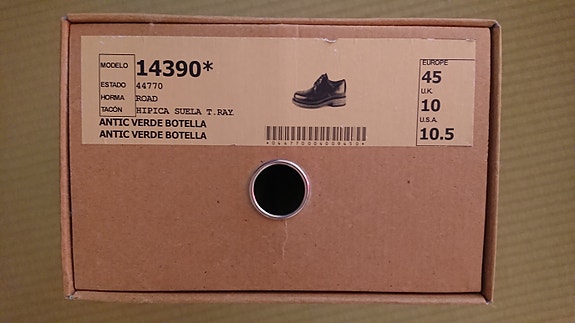 MODELO 14390*
ESTADO 44770
HORMA ROAD
TACÓN HIPICA SUELA T.RAY
ANTIC VERDE BOTELLA
ANTIC VERDE BOTELLA
EUROPE
45
U.K.
10
U.S.A.
10.5